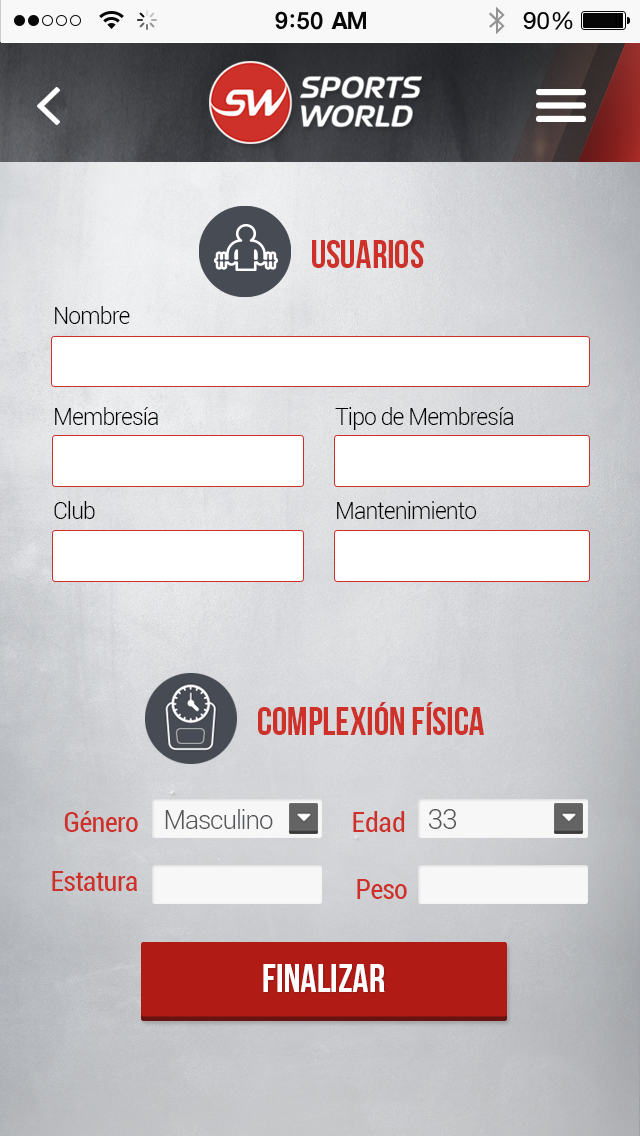 9:50 AM 90%
SW SPORTS
WORLD
USUARIOS
Nombre
Membresía Tipo de Membresía
Club Mantenimiento
COMPLEXIÓN FÍSICA
Género Masculino Edad 33
Estatura Peso
FINALIZAR